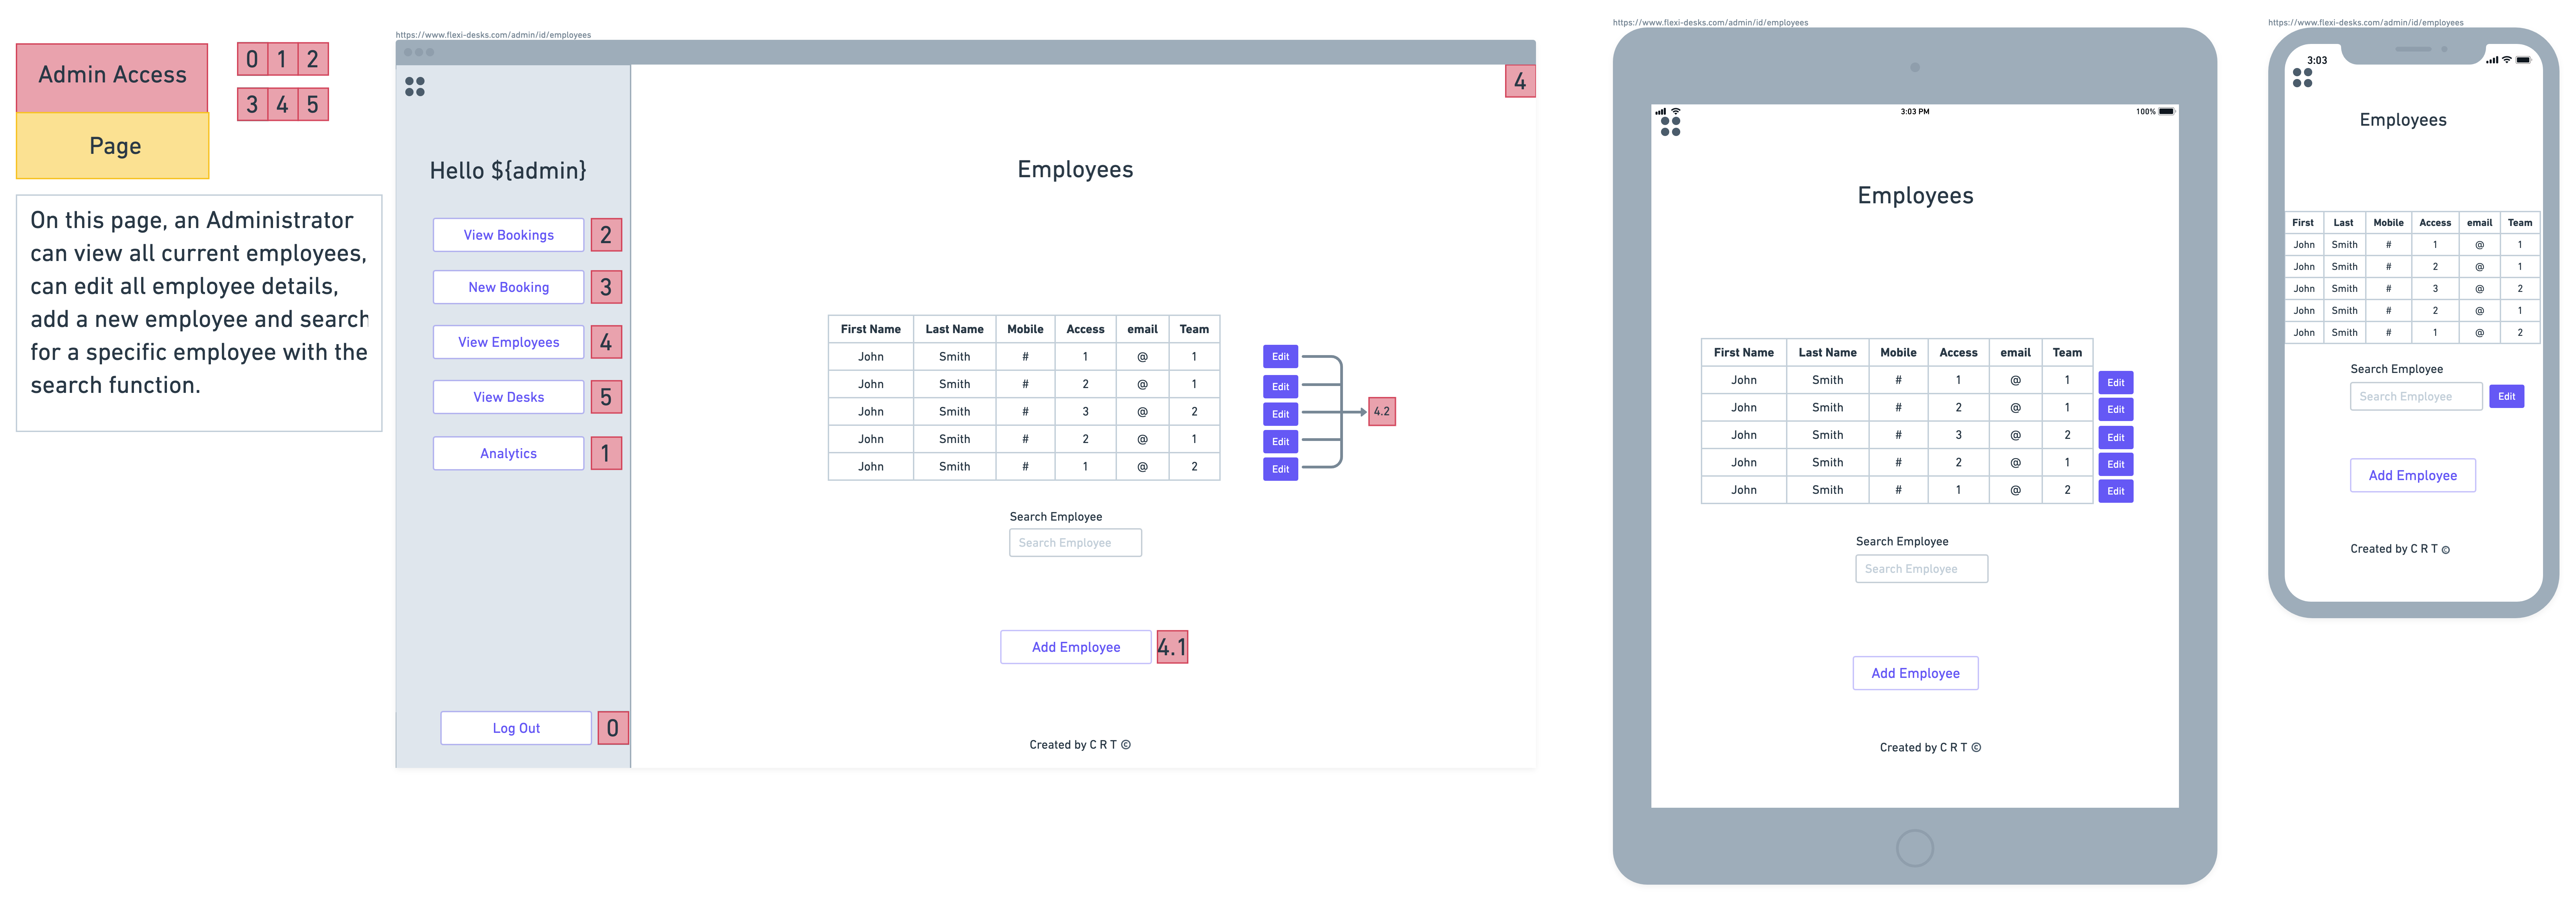 Admin Access
Page
0 1 2
3 4 5
On this page, an Administrator
can view all current employees,
can edit all employee details,
add a new employee and search
for a specific employee with the
search function.
https://www.flexi-desks.com/admin/id/employees
4
Hello ${admin}
View Bookings 2
New Booking 3
View Employees 4
View Desks 5
Analytics 1
Log Out 0
Employees
First Name Last Name Mobile Access email Team
John Smith # 1 @ 1 Edit
John Smith # 2 @ 1 Edit
John Smith # 3 @ 2 Edit 4.2
John Smith # 2 @ 1 Edit
John Smith # 1 @ 2 Edit
Search Employee
Search Employee
Add Employee 4.1
Created by C R T ©
https://www.flexi-desks.com/admin/id/employees
3:03 PM 100%
Employees
First Name Last Name Mobile Access email Team
John Smith # 1 @ 1 Edit
John Smith # 2 @ 1 Edit
John Smith # 3 @ 2 Edit
John Smith # 2 @ 1 Edit
John Smith # 1 @ 2 Edit
Search Employee
Search Employee
Add Employee
Created by C R T ©
https://www.flexi-desks.com/admin/id/employees
3:03
Employees
First Last Mobile Access email Team
John Smith # 1 @ 1
John Smith # 2 @ 1
John Smith # 3 @ 2
John Smith # 2 @ 1
John Smith # 1 @ 2
Search Employee
Search Employee Edit
Add Employee
Created by C R T ©